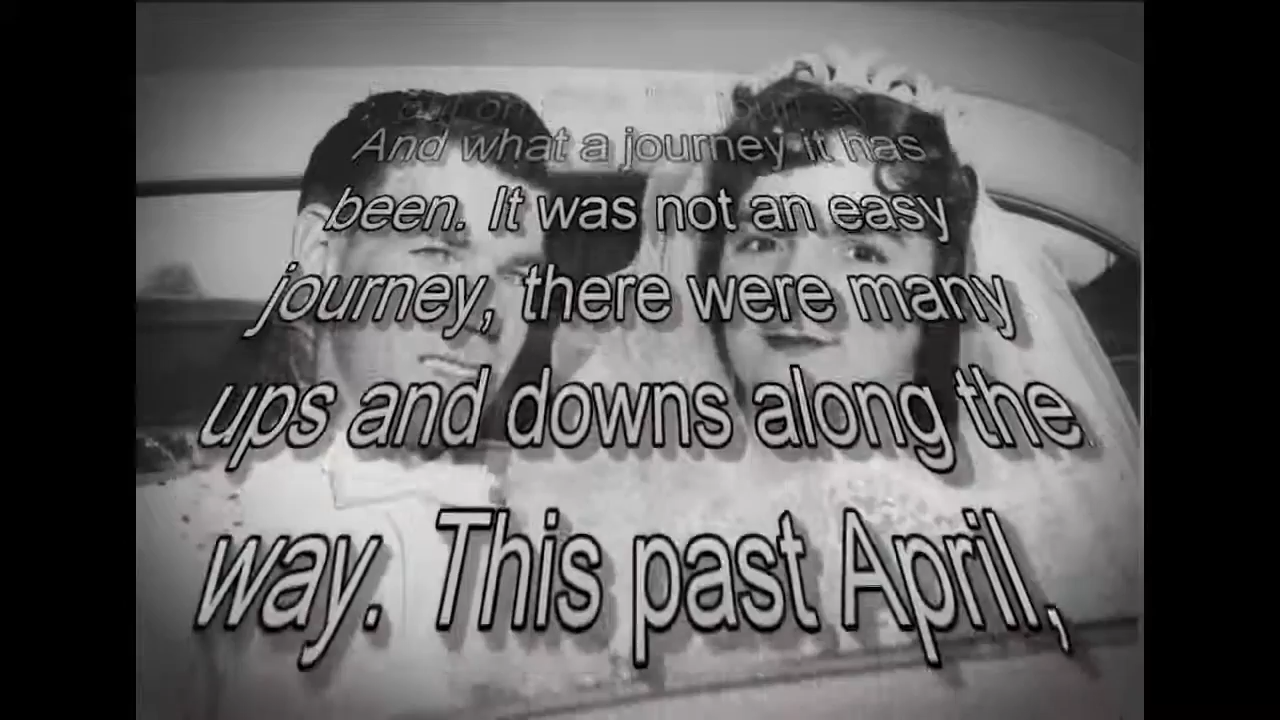 And what a journey it has
been. It was not an easy
journey, there were many
ups and downs along the
way. This past April,